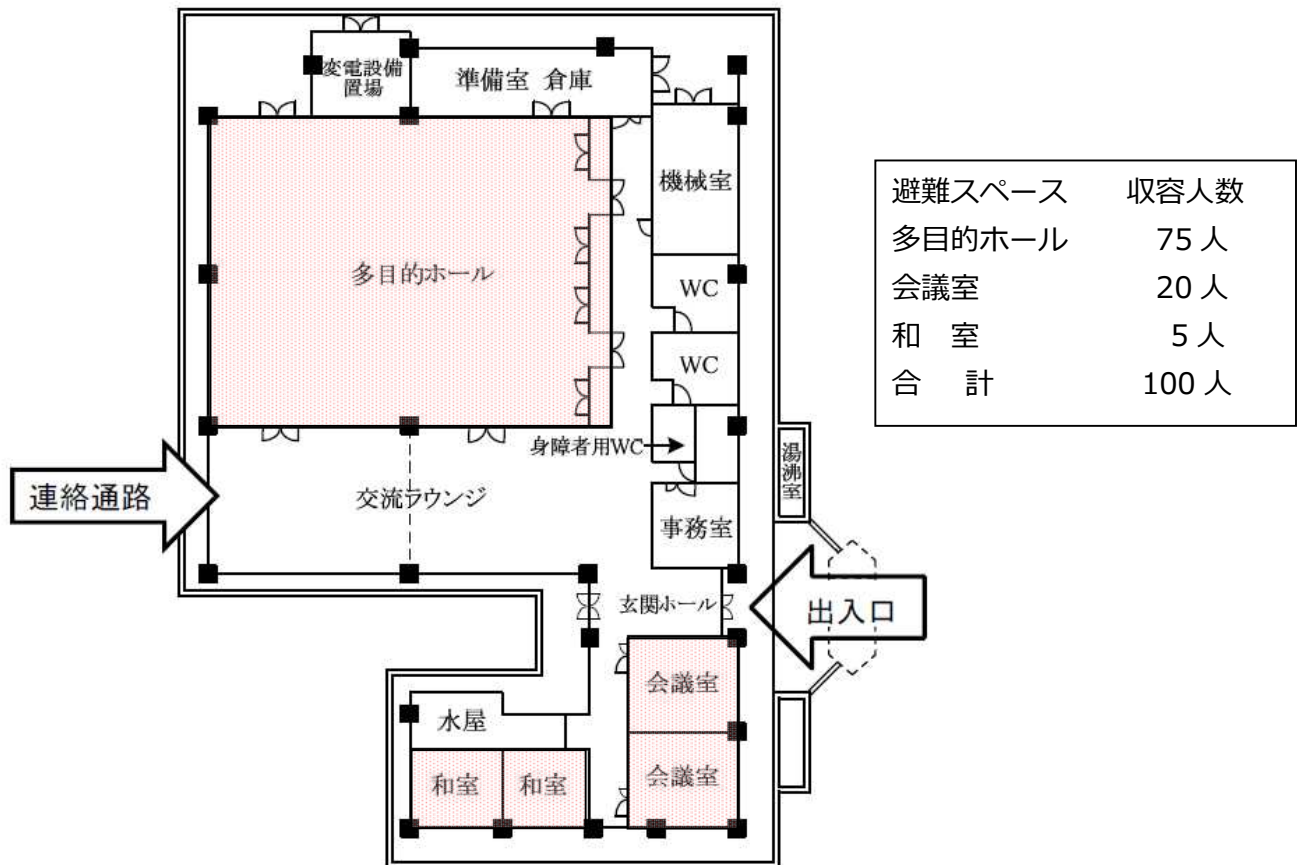 変電設備
置場
準備室 倉庫
機械室
多目的ホール
WC
WC
身障者用WC
湯沸室
連絡通路
交流ラウンジ
事務室
玄関ホール
出入口
会議室
水屋
和室
和室
会議室
避難スペース 収容人数
多目的ホール 75人
会議室 20人
和 室 5人
合 計 100人